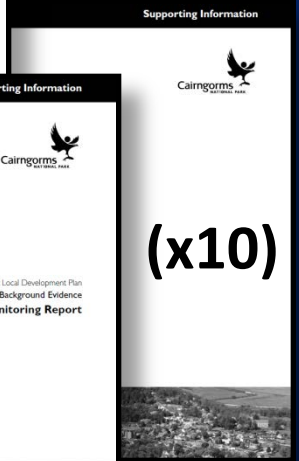 Supporting Information
Cairngorms
NATIONAL PARK
rting Information
Cairngorms
NATIONAL PARK
(x10)
Local Development Plan
Background Evidence
nitoring Report